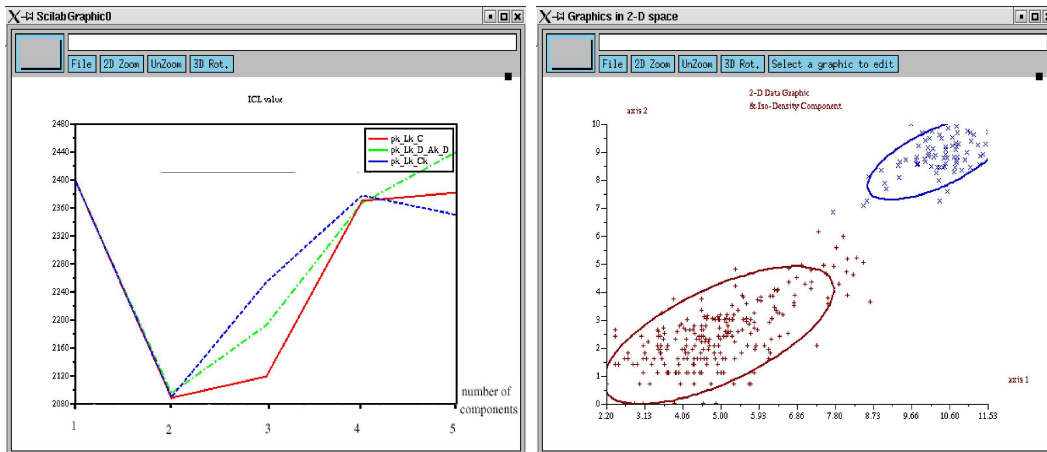 ScilabGraphic0
File 2D Zoom UnZoom 3D Rot.
ICL value
2480
2440
2400
2360
2320
2280
2240
2200
2160
2120
2080
pk_Lk_C
pk_Lk_D_Ak_D
pk_Lk_Ck
number of
components
1 2 3 4 5
Graphics in 2-D space
File 2D Zoom UnZoom 3D Rot. Select a graphic to edit
2-D Data Graphic
& Iso-Density Component
axis 2
10
9
8
7
6
5
4
3
2
1
0
axis 1
2.20 3.13 4.06 5.00 5.93 6.86 7.80 8.73 9.66 10.60 11.53